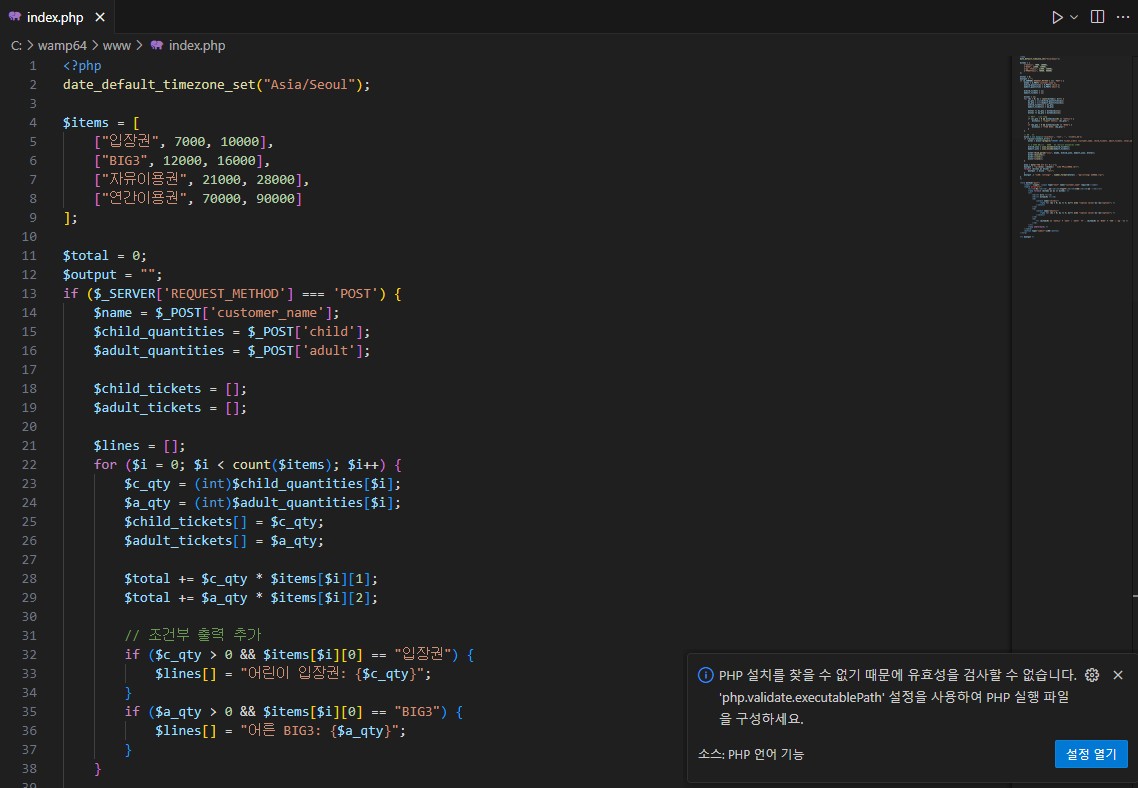 index.php
C: > wamp64 > www > index.php
1 <?php
2 date_default_timezone_set("Asia/Seoul");
3
4 $items = [
5 ["입장권", 7000, 10000],
6 ["BIG3", 12000, 16000],
7 ["자뮤이용권", 21000, 28000],
8 ["연간이용권", 70000, 90000]
9 ];
10
11 $total = 0;
12 $output = "";
13 if ($_SERVER['REQUEST_METHOD'] === 'POST') {
14 $name = $_POST['customer_name'];
15 $child_quantities = $_POST['child'];
16 $adult_quantities = $_POST['adult'];
17
18 $child_tickets = [];
19 $adult_tickets = [];
20
21 $lines = [];
22 for ($i = 0; $i < count($items); $i++) {
23 $c_qty = (int)$child_quantities[$i];
24 $a_qty = (int)$adult_quantities[$i];
25 $child_tickets[] = $c_qty;
26 $adult_tickets[] = $a_qty;
27
28 $total += $c_qty * $items[$i][1];
29 $total += $a_qty * $items[$i][2];
30
31 // 조건부 출력 추가
32 if ($c_qty > 0 && $items[$i][0] == "입장권") {
33 $lines[] = "어린이 입장권: {$c_qty}";
34 }
35 if ($a_qty > 0 && $items[$i][0] == "BIG3") {
36 $lines[] = "어른 BIG3: {$a_qty}";
37 }
38 }
39
PHP 설치를 찾을 수 없기 때문에 유효성을 검사할 수 없습니다.
'php.validate.executablePath' 설정을 사용하여 PHP 실행 파일
을 구성하세요.
소스: PHP 언어 기능
설정 열기